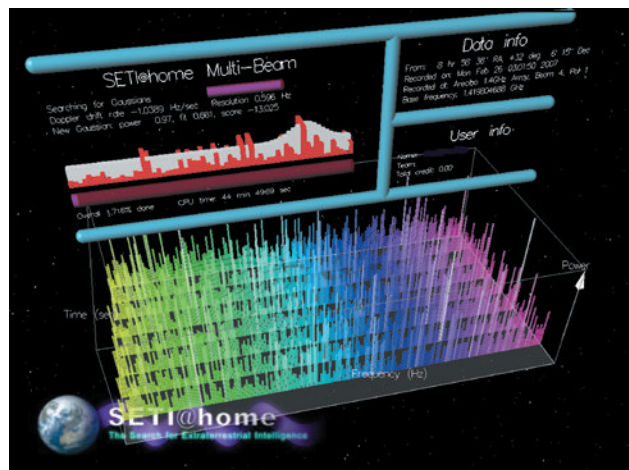 SETI@home Multi-Beam
Searching for Gaussians
Doppler drift rate -1.0389 Hz/sec Resolution 0.596 Hz
New Gaussian: power 0.97, fit 0.661, score -13.025
Overall 1.716% done CPU time: 44 min 49.69 sec
Data info
From: 8 hr 56' 36" RA, +32 deg 6' 15" Dec
Recorded on: Mon Feb 26 03:01:50 2007
Recorded at: Arecibo 1.4GHz Array, Beam 4, Pol 1
Base frequency: 1.419804688 GHz
User info
Name:
Team:
Total credit: 0.00
Power
Time
Frequency (Hz)
SETI@home
The Search for Extraterrestrial Intelligence